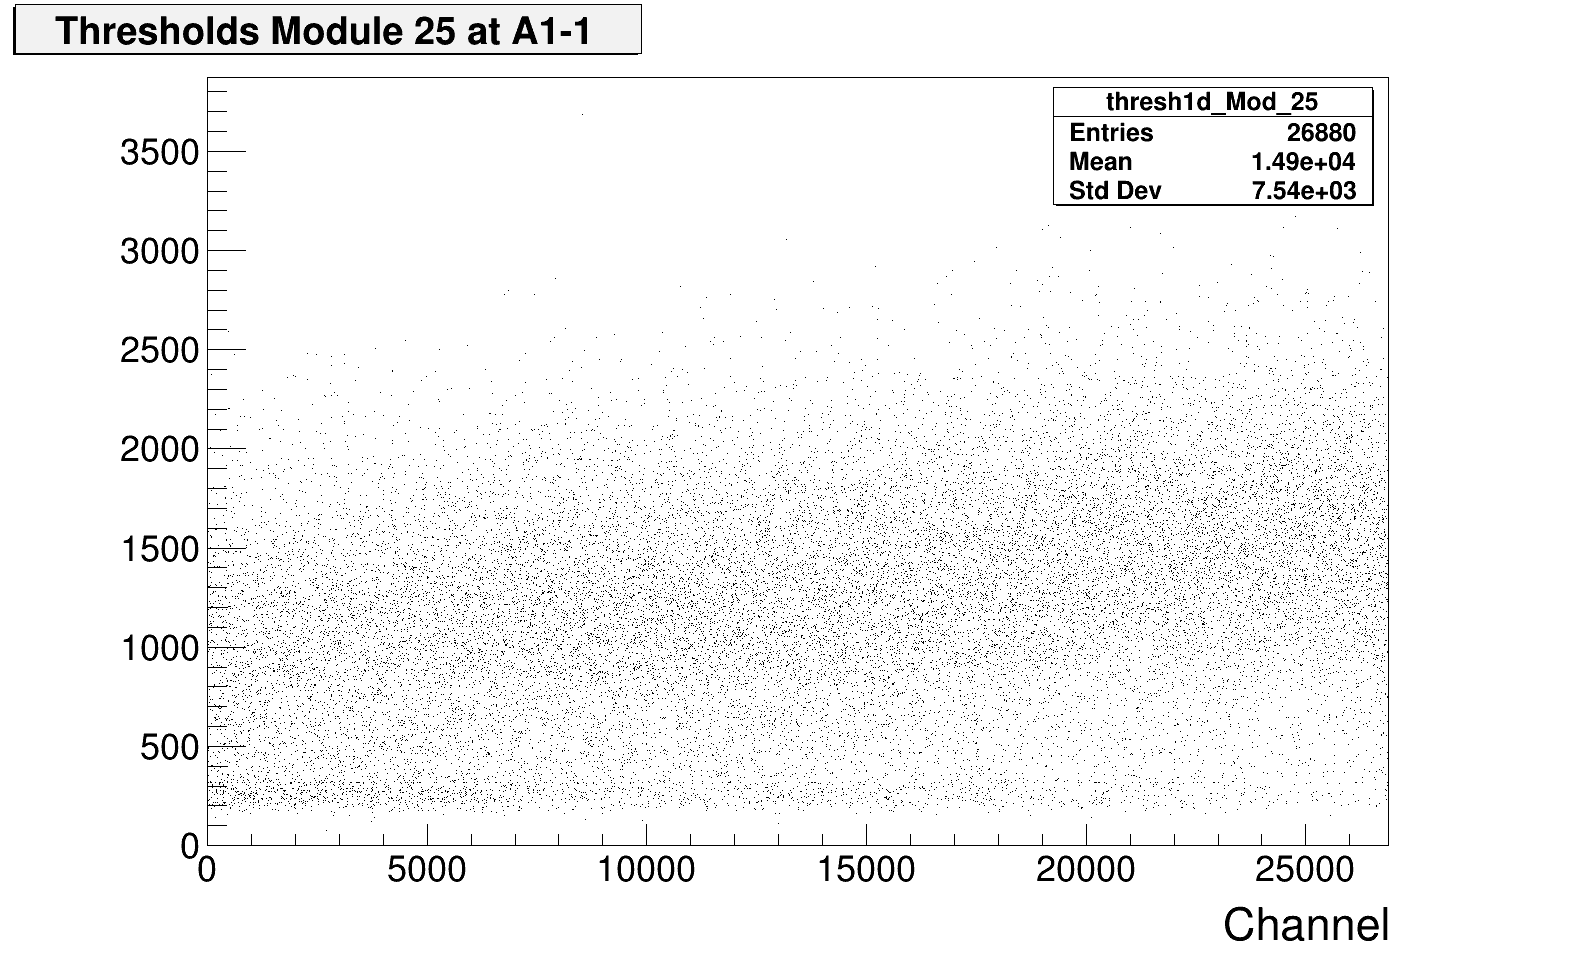 Thresholds Module 25 at A1-1
thresh1d_Mod_25
Entries 26880
Mean 1.49e+04
Std Dev 7.54e+03
3500
3000
2500
2000
1500
1000
500
0
0 5000 10000 15000 20000 25000
Channel